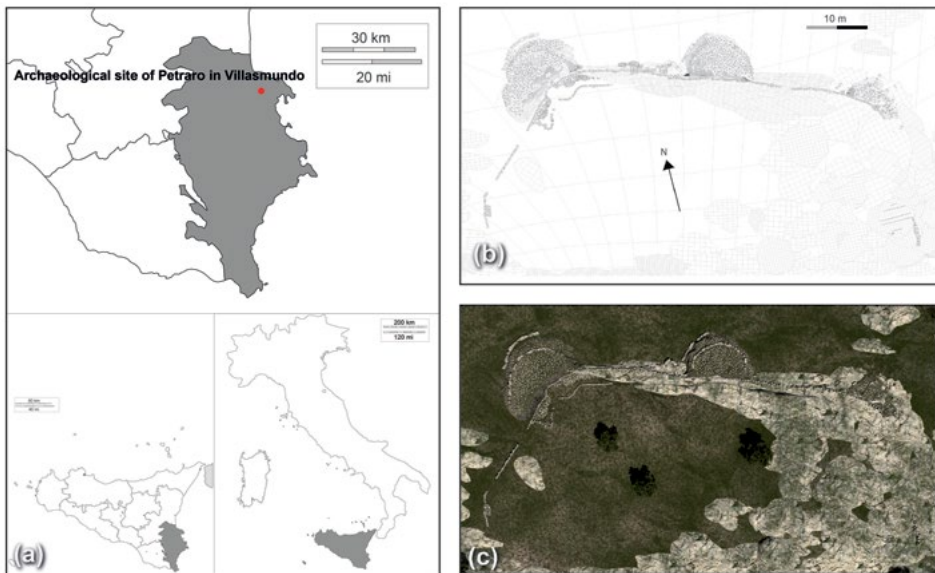 30 km
20 mi
Archaeological site of Petraro in Villasmundo
200 km
120 mi
(a)
10 m
N
(b)
(c)